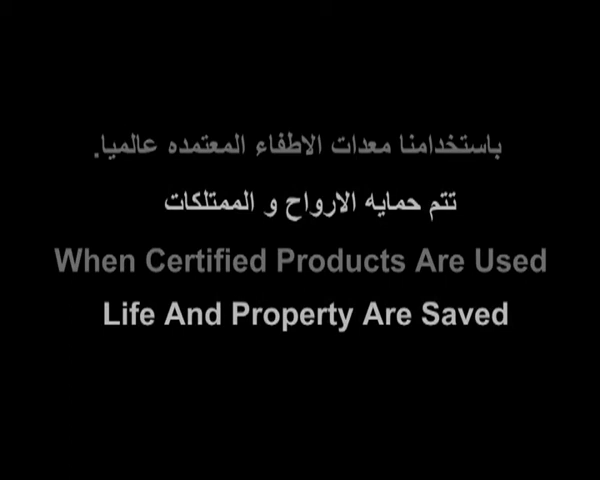 باستخدامنا معدات الاطفاء المعتمده عالميا.
تتم حمايه الارواح و الممتلكات
When Certified Products Are Used
Life And Property Are Saved